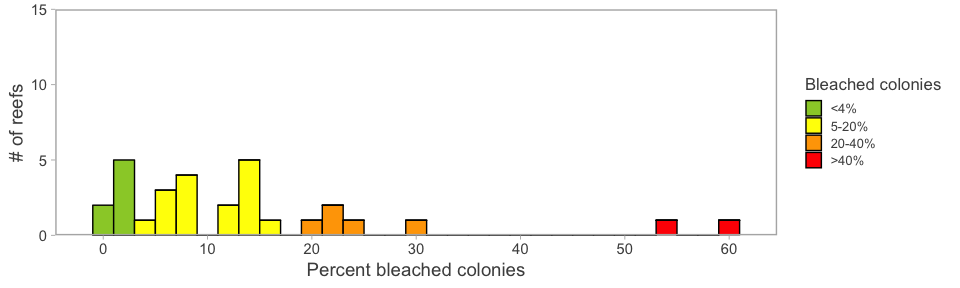 15
10
5
0
# of reefs
0 10 20 30 40 50 60
Percent bleached colonies
Bleached colonies
<4%
5-20%
20-40%
>40%